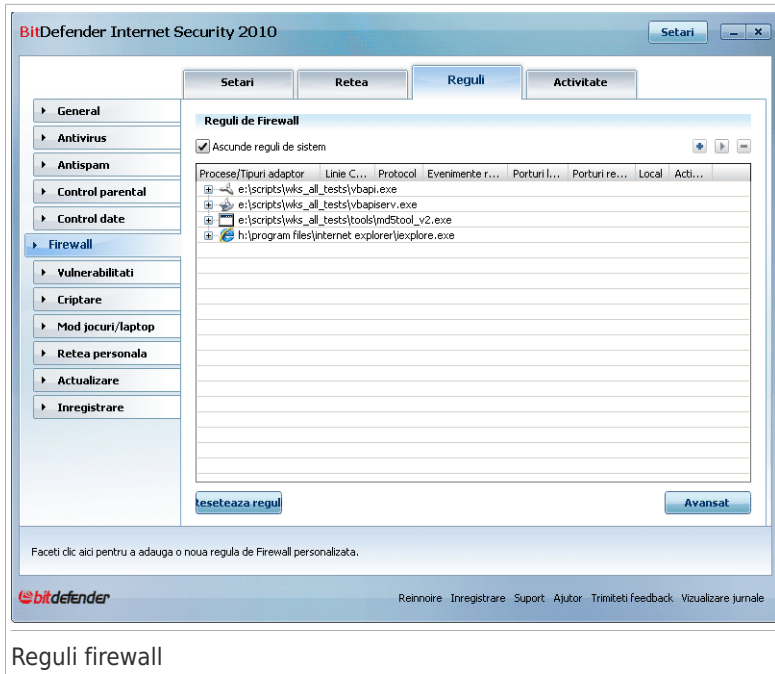 BitDefender Internet Security 2010
Setari
Setari
Retea
Reguli
Activitate
General
Antivirus
Antispam
Control parental
Control date
Firewall
Vulnerabilitati
Criptare
Mod jocuri/laptop
Retea personala
Actualizare
Inregistrare
Reguli de Firewall
Ascunde reguli de sistem
Procese/Tipuri adaptor Linie C... Protocol Evenimente r... Porturi l... Porturi re... Local Acti...
e:\scripts\wks_all_tests\vbapi.exe
e:\scripts\wks_all_tests\vbapiserv.exe
e:\scripts\wks_all_tests\tools\md5tool_v2.exe
h:\program files\internet explorer\iexplore.exe
teseteaza regul
Avansat
Faceti clic aici pentru a adauga o noua regula de Firewall personalizata.
bitdefender
Reinnoire Inregistrare Suport Ajutor Trimiteti feedback Vizualizare jurnale
Reguli firewall